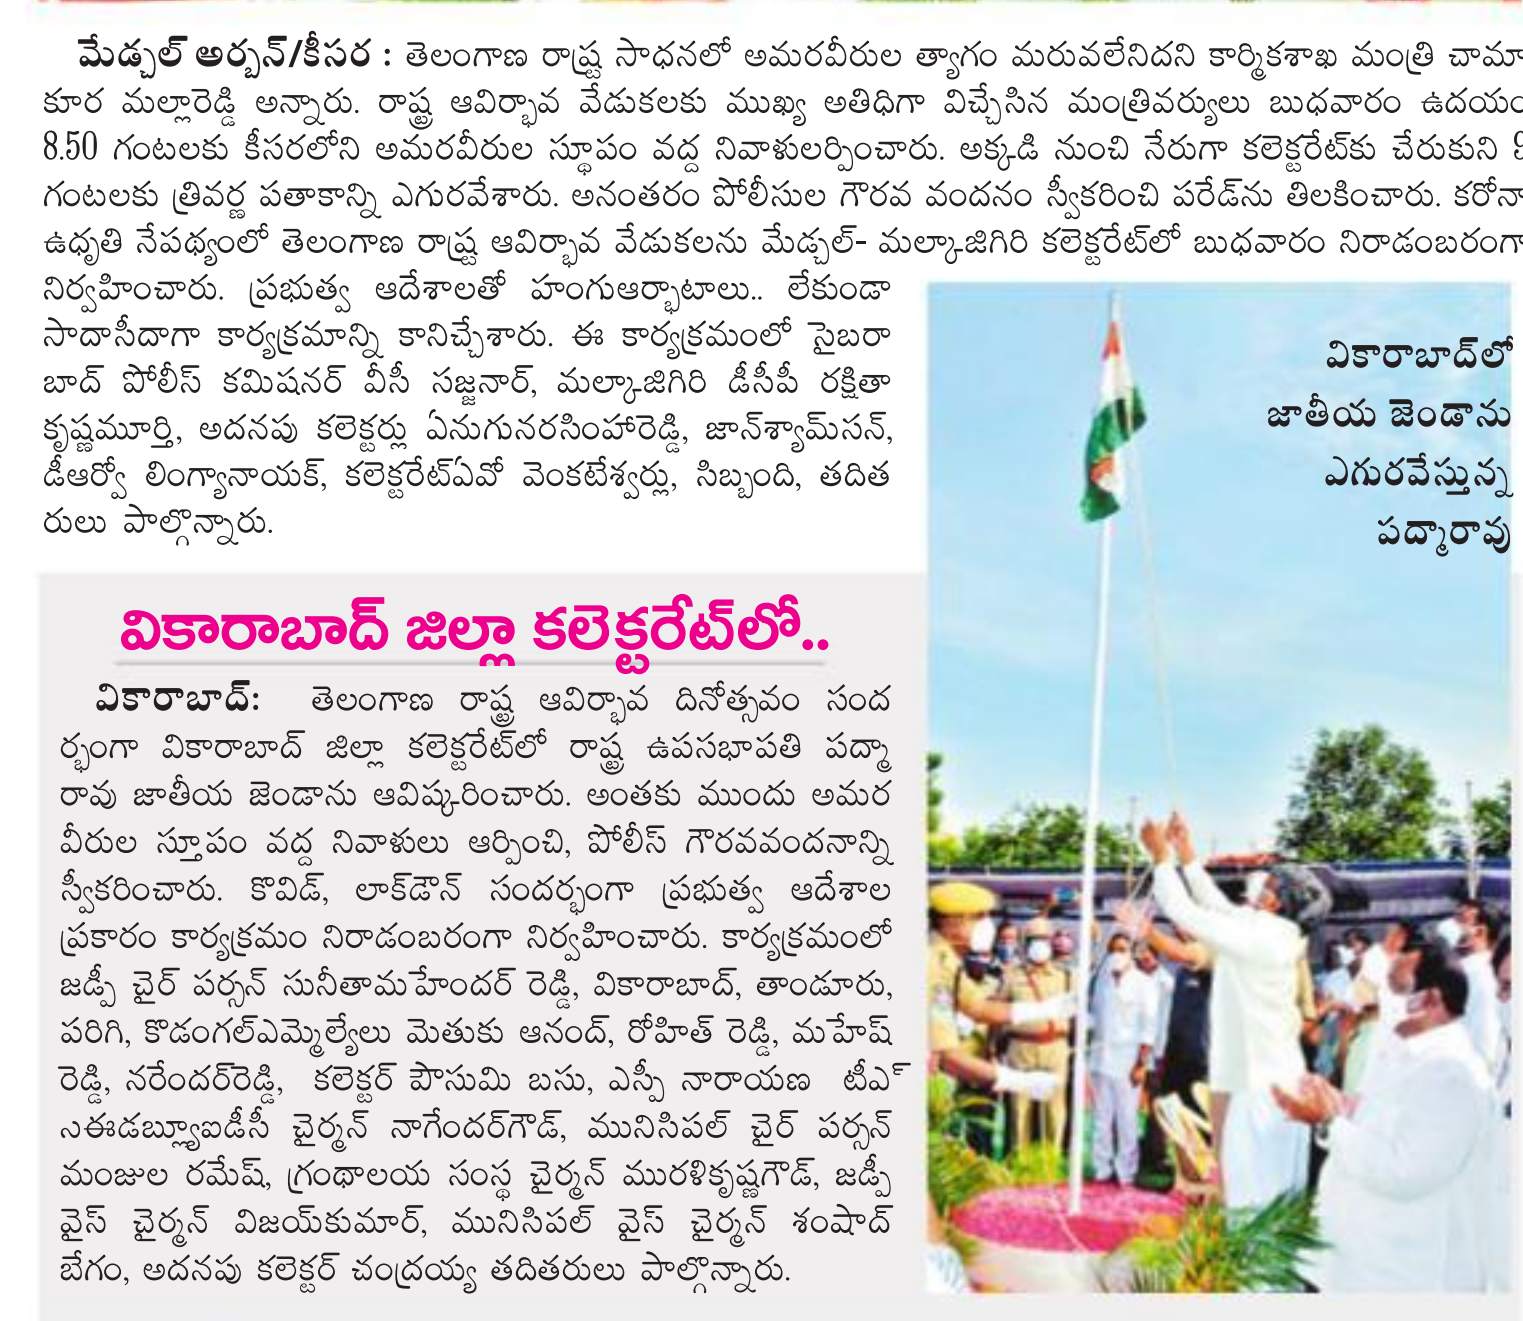 మేడ్చల్ అర్బన్/కీసర : తెలంగాణ రాష్ట్ర సాధనలో అమరవీరుల త్యాగం మరువలేనిదని కార్మికశాఖ మంత్రి చామా
కూర మల్లారెడ్డి అన్నారు. రాష్ట్ర ఆవిర్భావ వేడుకలకు ముఖ్య అతిధిగా విచ్చేసిన మంత్రివర్యులు బుధవారం ఉదయం
8.50 గంటలకు కీసరలోని అమరవీరుల స్థూపం వద్ద నివాళులర్పించారు. అక్కడి నుంచి నేరుగా కలెక్టరేట్‌కు చేరుకుని 9
గంటలకు త్రివర్ణ పతాకాన్ని ఎగురవేశారు. అనంతరం పోలీసుల గౌరవ వందనం స్వీకరించి పరేడ్‌ను తిలకించారు. కరోనా
ఉధృతి నేపథ్యంలో తెలంగాణ రాష్ట్ర ఆవిర్భావ వేడుకలను మేడ్చల్- మల్కాజిగిరి కలెక్టరేట్‌లో బుధవారం నిరాడంబరంగా
నిర్వహించారు. ప్రభుత్వ ఆదేశాలతో హంగుఆర్భాటాలు.. లేకుండా
సాదాసీదాగా కార్యక్రమాన్ని కానిచ్చేశారు. ఈ కార్యక్రమంలో సైబరా
బాద్ పోలీస్ కమిషనర్ వీసీ సజ్జనార్, మల్కాజిగిరి డీసీపీ రక్షితా
కృష్ణమూర్తి, అదనపు కలెక్టర్లు ఏనుగునరసింహారెడ్డి, జాన్‌శ్యామ్‌సన్,
డీఆర్వో లింగ్యానాయక్, కలెక్టరేట్‌ఏవో వెంకటేశ్వర్లు, సిబ్బంది, తదిత
రులు పాల్గొన్నారు.
వికారాబాద్‌లో
జాతీయ జెండాను
ఎగురవేస్తున్న
పద్మారావు
వికారాబాద్ జిల్లా కలెక్టరేట్‌లో..
వికారాబాద్: తెలంగాణ రాష్ట్ర ఆవిర్భావ దినోత్సవం సంద
ర్భంగా వికారాబాద్ జిల్లా కలెక్టరేట్‌లో రాష్ట్ర ఉపసభాపతి పద్మా
రావు జాతీయ జెండాను ఆవిష్కరించారు. అంతకు ముందు అమర
వీరుల స్తూపం వద్ద నివాళులు ఆర్పించి, పోలీస్ గౌరవవందనాన్ని
స్వీకరించారు. కొవిడ్, లాక్‌డౌన్ సందర్భంగా ప్రభుత్వ ఆదేశాల
ప్రకారం కార్యక్రమం నిరాడంబరంగా నిర్వహించారు. కార్యక్రమంలో
జడ్పీ చైర్ పర్సన్ సునీతామహేందర్ రెడ్డి, వికారాబాద్, తాండూరు,
పరిగి, కొడంగల్‌ఎమ్మెల్యేలు మెతుకు ఆనంద్, రోహిత్ రెడ్డి, మహేష్
రెడ్డి, నరేందర్‌రెడ్డి, కలెక్టర్ పౌసుమి బసు, ఎస్పీ నారాయణ టీఎ
ఈడబ్ల్యూఐడీసీ చైర్మన్ నాగేందర్‌గౌడ్, మునిసిపల్ చైర్ పర్సన్
మంజుల రమేష్, గ్రంథాలయ సంస్థ చైర్మన్ మురళికృష్ణగౌడ్, జడ్పీ
వైస్ చైర్మన్ విజయ్‌కుమార్, మునిసిపల్ వైస్ చైర్మన్ శంషాద్
బేగం, అదనపు కలెక్టర్ చంద్రయ్య తదితరులు పాల్గొన్నారు.